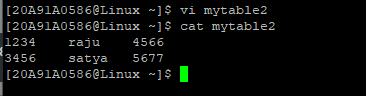 [20A91A0586@Linux ~]$ vi mytable2
[20A91A0586@Linux ~]$ cat mytable2
1234    raju    4566
3456    satya   5677
[20A91A0586@Linux ~]$